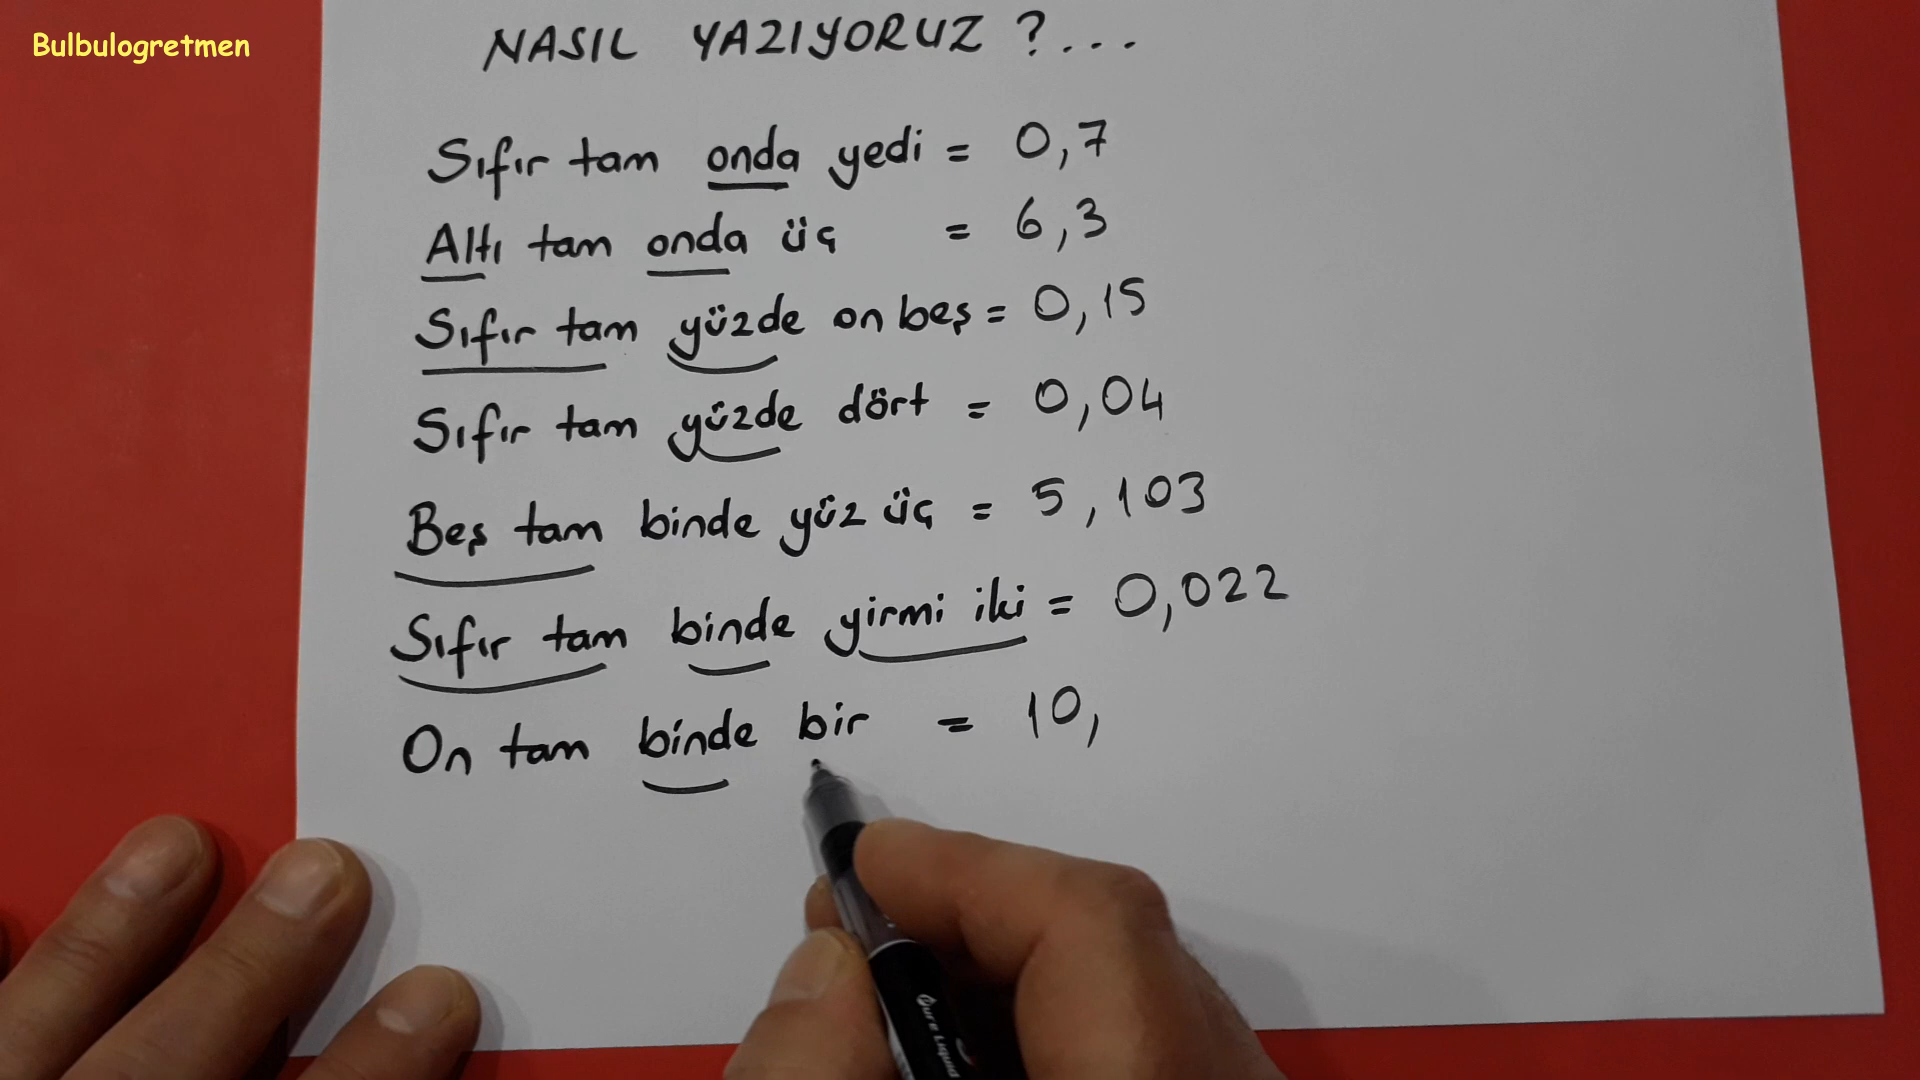 Bulbulogretmen
NASIL YAZIYORUZ ?...
Sıfır tam onda yedi = 0,7
Altı tam onda üç = 6,3
Sıfır tam yüzde on beş = 0,15
Sıfır tam yüzde dört = 0,04
Beş tam binde yüz üç = 5,103
Sıfır tam binde yirmi iki = 0,022
On tam binde bir = 10,
Pure Liquid